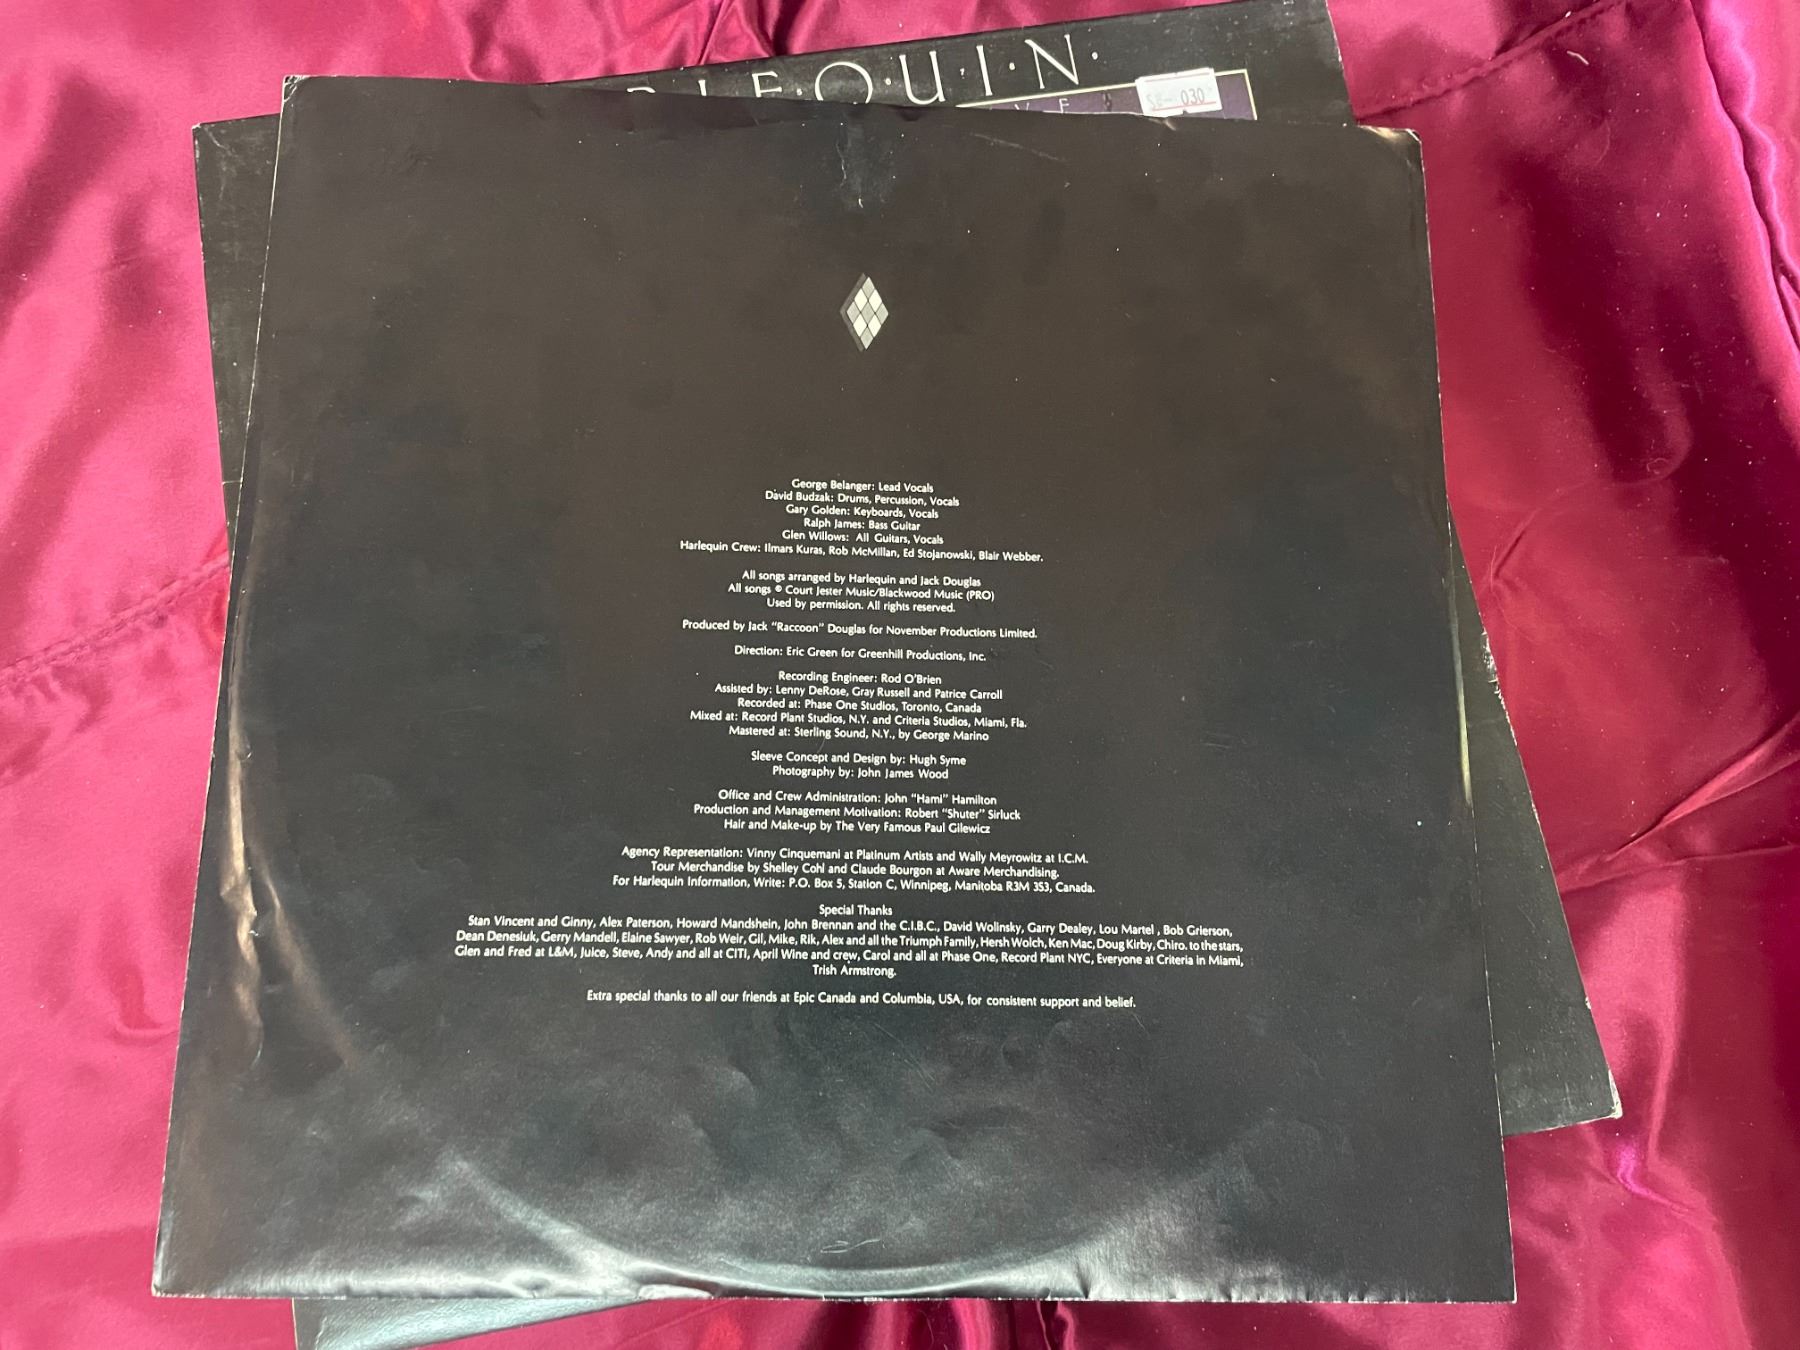 R·L·E·Q·U·I·N·
V E
030
George Belanger: Lead Vocals
David Budzak: Drums, Percussion, Vocals
Gary Golden: Keyboards, Vocals
Ralph James: Bass Guitar
Glen Willows: All Guitars, Vocals
Harlequin Crew: Ilmars Kuras, Rob McMillan, Ed Stojanowski, Blair Webber.
All songs arranged by Harlequin and Jack Douglas
All songs © Court Jester Music/Blackwood Music (PRO)
Used by permission. All rights reserved.
Produced by Jack "Raccoon" Douglas for November Productions Limited.
Direction: Eric Green for Greenhill Productions, Inc.
Recording Engineer: Rod O'Brien
Assisted by: Lenny DeRose, Gray Russell and Patrice Carroll
Recorded at: Phase One Studios, Toronto, Canada
Mixed at: Record Plant Studios, N.Y. and Criteria Studios, Miami, Fla.
Mastered at: Sterling Sound, N.Y., by George Marino
Sleeve Concept and Design by: Hugh Syme
Photography by: John James Wood
Office and Crew Administration: John "Hami" Hamilton
Production and Management Motivation: Robert "Shuter" Sirluck
Hair and Make-up by The Very Famous Paul Gilewicz
Agency Representation: Vinny Cinquemani at Platinum Artists and Wally Meyrowitz at I.C.M.
Tour Merchandise by Shelley Cohl and Claude Bourgon at Aware Merchandising.
For Harlequin Information, Write: P.O. Box 5, Station C, Winnipeg, Manitoba R3M 3S3, Canada.
Special Thanks
Stan Vincent and Ginny, Alex Paterson, Howard Mandshein, John Brennan and the C.I.B.C., David Wolinsky, Garry Dealey, Lou Martel , Bob Grierson,
Dean Denesiuk, Gerry Mandell, Elaine Sawyer, Rob Weir, Gil, Mike, Rik, Alex and all the Triumph Family, Hersh Wolch, Ken Mac, Doug Kirby, Chiro. to the stars,
Glen and Fred at L&M, Juice, Steve, Andy and all at CITI, April Wine and crew, Carol and all at Phase One, Record Plant NYC, Everyone at Criteria in Miami,
Trish Armstrong.
Extra special thanks to all our friends at Epic Canada and Columbia, USA, for consistent support and belief.